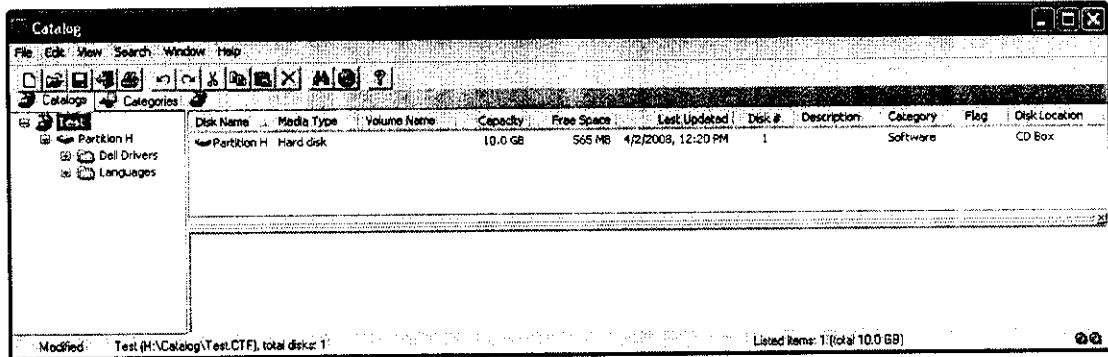 Catalog
File Edit View Search Window Help
Catalogs Categories
Disk Name Media Type Volume Name Capacity Free Space Last Updated Disk # Description Category Flag Disk Location
Partition H Hard disk 10.0 GB 565 MB 4/2/2008, 12:20 PM 1 Software CD Box
Test
Partition H
Dell Drivers
Languages
Modified Test (H:\Catalog\Test.CTF), total disks: 1 Listed items: 1 (total 10.0 GB)